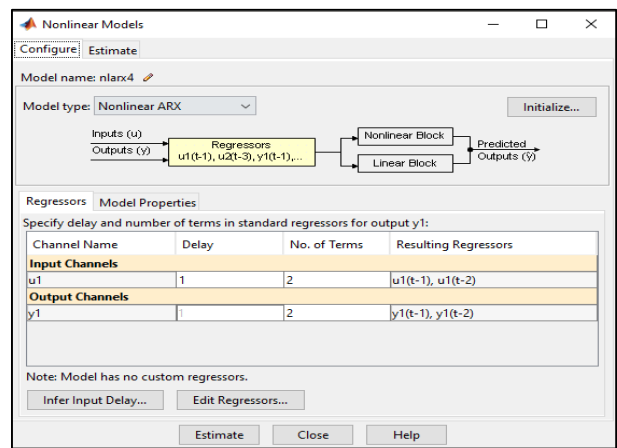 Nonlinear Models
Configure Estimate
Model name: nlarx4
Model type: Nonlinear ARX
Initialize...
Inputs (u)
Outputs (y)
Regressors
u1(t-1), u2(t-3), y1(t-1),...
Nonlinear Block
Linear Block
Predicted
Outputs (ŷ)
Regressors Model Properties
Specify delay and number of terms in standard regressors for output y1:
Channel Name Delay No. of Terms Resulting Regressors
Input Channels
u1 1 2 u1(t-1), u1(t-2)
Output Channels
y1 1 2 y1(t-1), y1(t-2)
Note: Model has no custom regressors.
Infer Input Delay... Edit Regressors...
Estimate Close Help